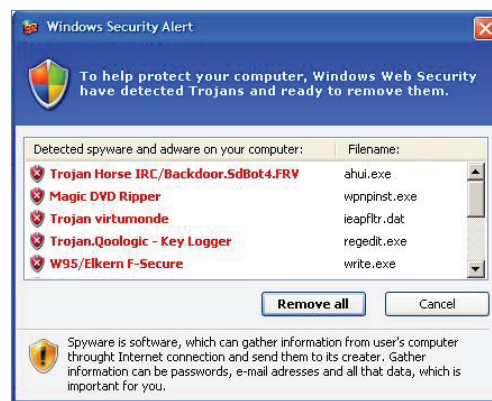 Windows Security Alert
To help protect your computer, Windows Web Security
have detected Trojans and ready to remove them.
Detected spyware and adware on your computer: Filename:
Trojan Horse IRC/Backdoor.SdBot4.FRV ahui.exe
Magic DVD Ripper wpnpinst.exe
Trojan virtumonde ieapfltr.dat
Trojan.Qoologic - Key Logger regedit.exe
W95/Elkern F-Secure write.exe
Remove all Cancel
Spyware is software, which can gather information from user's computer
throught Internet connection and send them to its creater. Gather
information can be passwords, e-mail adresses and all that data, which is
important for you.